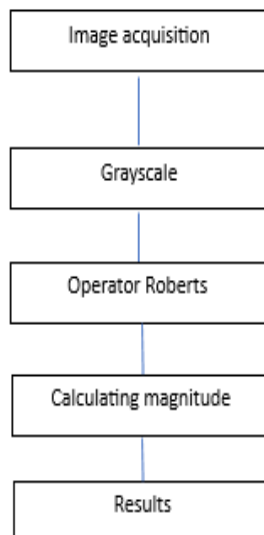 Image acquisition
Grayscale
Operator Roberts
Calculating magnitude
Results